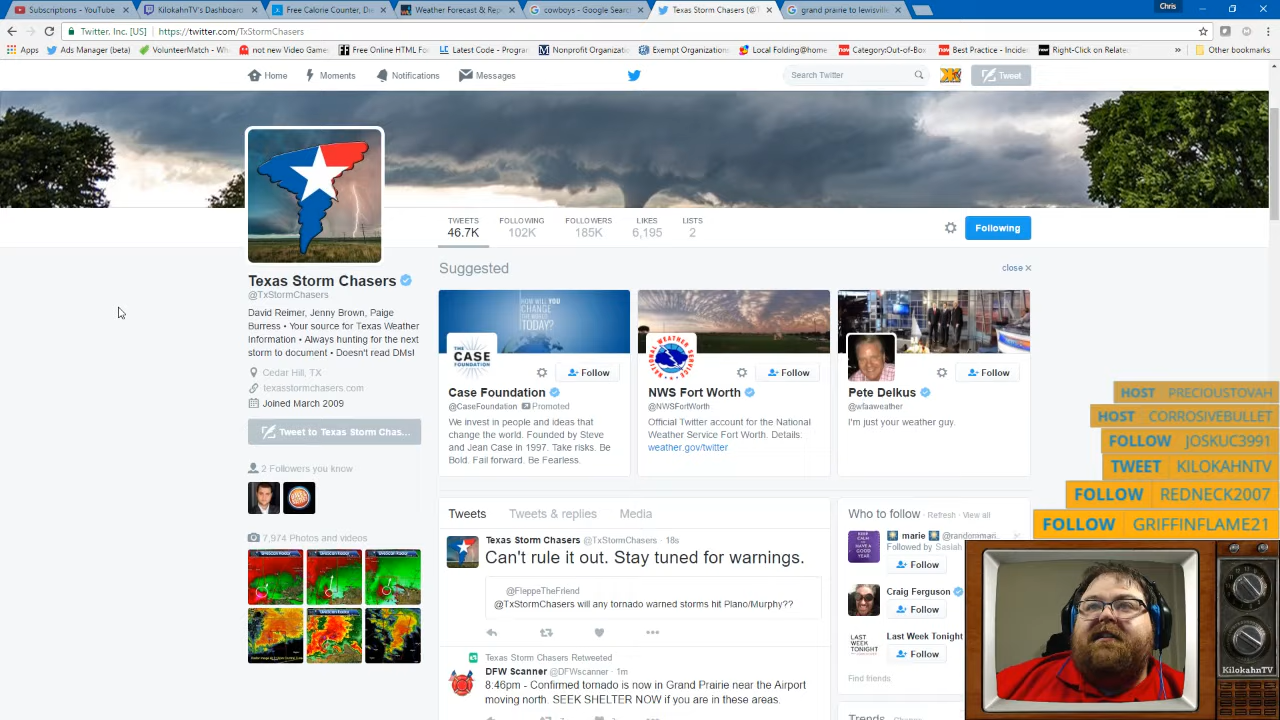 Subscriptions - YouTube
KilokahnTV's Dashboard
Free Calorie Counter, Die
Weather Forecast & Rep
cowboys - Google Search
Texas Storm Chasers (@T
grand prairie to lewisville
Chris
Twitter, Inc. [US]
https://twitter.com/TxStormChasers
Apps
Ads Manager (beta)
VolunteerMatch - Wh
not new Video Game
Free Online HTML For
Latest Code - Pro
Nonprofit Organizatio
Exempt Organizations
Local Folding@home
CategoryOut-of-Box
Best Practice - Incide
Right-Click on Relate
Other bookmarks
Home
Moments
Notifications
Messages
Search Twitter
Tweet
TWEETS
46.7K
FOLLOWING
102K
FOLLOWERS
185K
LIKES
6,195
LISTS
2
Following
Texas Storm Chasers
@TxStormChasers
David Reimer, Jenny Brown, Paige
Burress • Your source for Texas Weather
Information • Always hunting for the next
storm to document • Doesn't read DMs!
Cedar Hill, TX
texasstormchasers.com
Joined March 2009
Tweet to Texas Storm Chas...
2 Followers you know
7,974 Photos and videos
Suggested
close
HOW WILL YOU
CHANGE THE
WORLD TODAY?
THE
CASE
FOUNDATION
Follow
Case Foundation
@CaseFoundation Promoted
We invest in people and ideas that
change the world. Founded by Steve
and Jean Case in 1997. Take risks. Be
Bold. Fail forward. Be Fearless.
Follow
NWS Fort Worth
@NWSFortWorth
Official Twitter account for the National
Weather Service Fort Worth. Details:
weather.gov/twitter
Follow
Pete Delkus
@wfaaweather
I'm just your weather guy.
Tweets
Tweets & replies
Media
Texas Storm Chasers @TxStormChasers · 18s
Can't rule it out. Stay tuned for warnings.
@FleppeTheFriend
@TxStormChasers will any tornado warned storms hit Plano/Murphy??
Texas Storm Chasers Retweeted
DFW Scanner @DFWscanner · 1m
8:46pm - Confirmed tornado is now in Grand Prairie near the Airport
moving north. SEEK SHELTER NOW if you are in these areas
Who to follow · Refresh · View all
marie
Followed by Sasiah
Follow
Craig Ferguson
Follow
LAST
WEEK
TONIGHT
Last Week Tonight
Follow
Find friends
Trends · Change
HOST PRECIOUSTOVAH
HOST CORROSIVEBULLET
FOLLOW JOSKUC3991
TWEET KILOKAHNTV
FOLLOW REDNECK2007
FOLLOW GRIFFINFLAME21
KilokahnTV